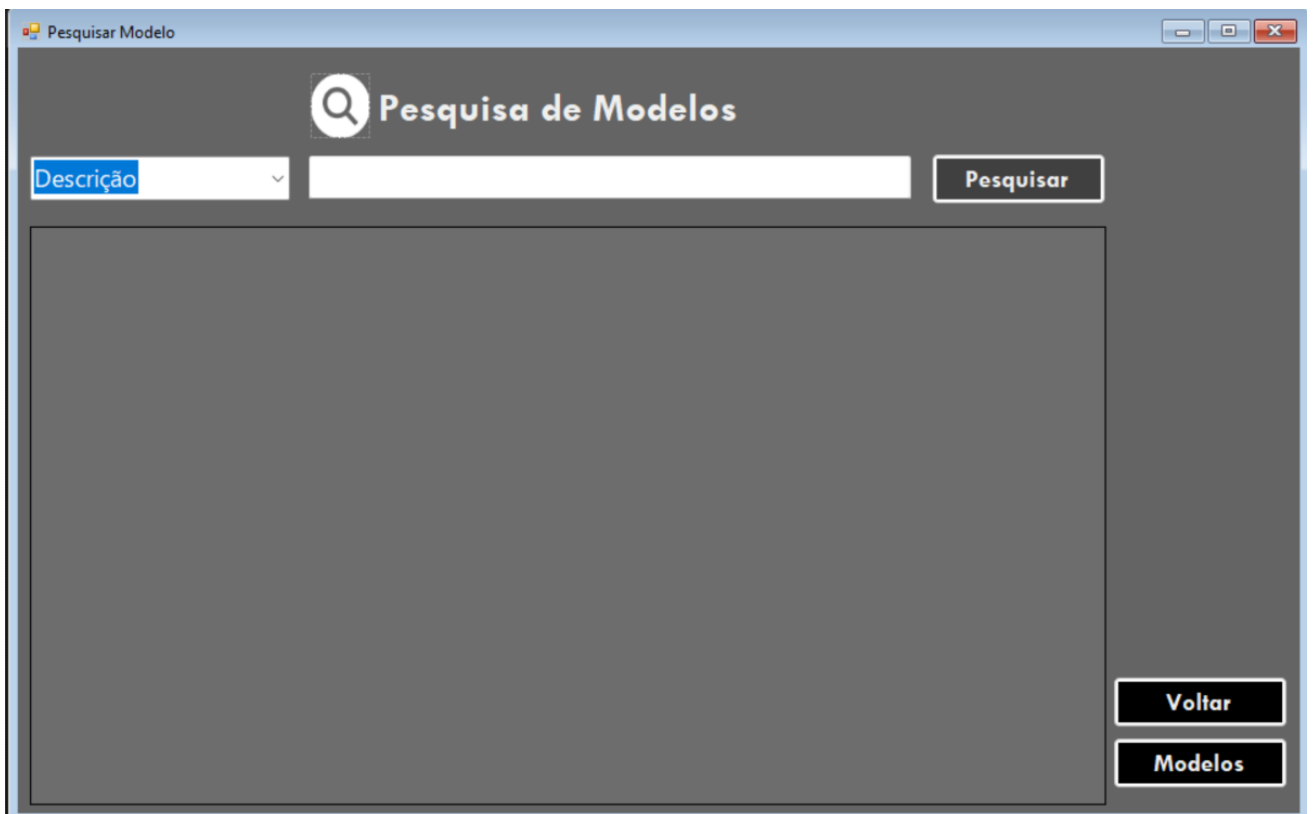 Pesquisar Modelo
Pesquisa de Modelos
Descrição
Pesquisar
Voltar
Modelos